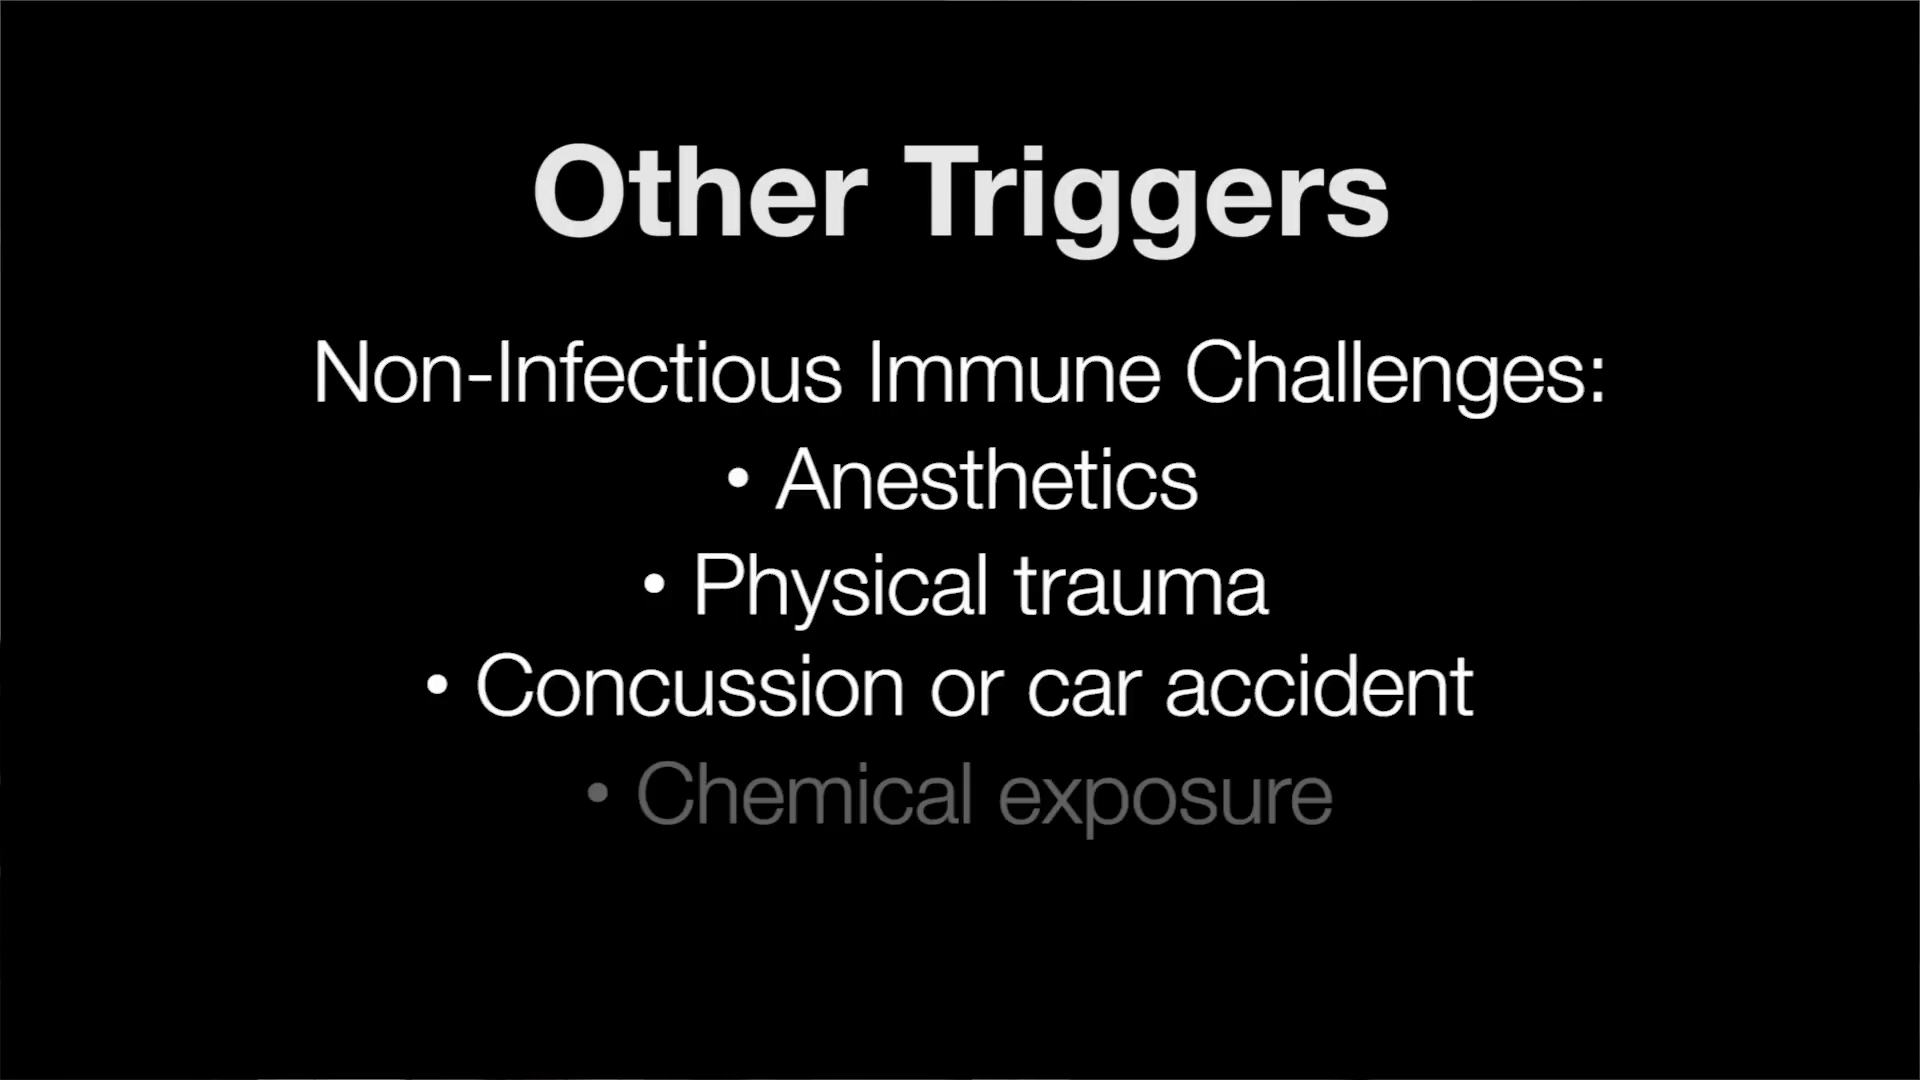 Other Triggers
Non-Infectious Immune Challenges:
• Anesthetics
• Physical trauma
• Concussion or car accident
• Chemical exposure